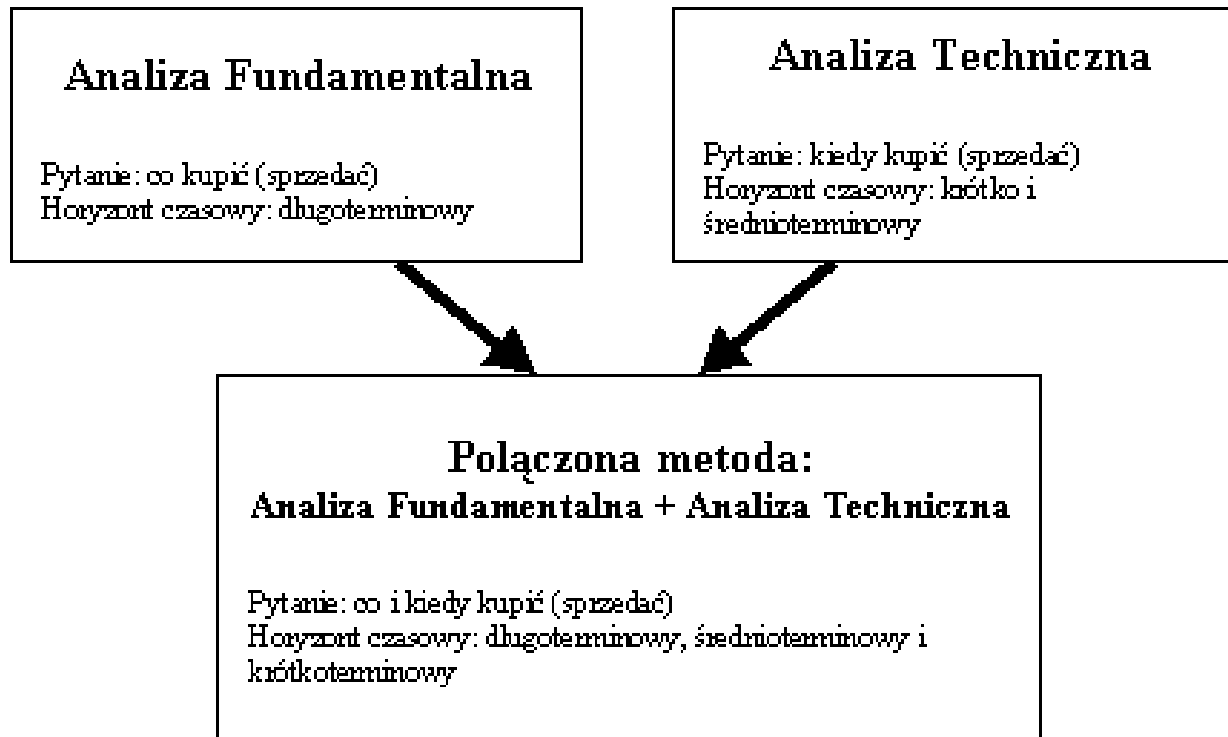 Analiza Fundamentalna
Pytanie: co kupić (sprzedać)
Horyzont czasowy: długoterminowy
Analiza Techniczna
Pytanie: kiedy kupić (sprzedać)
Horyzont czasowy: krótko i
średnioterminowy
Połączona metoda:
Analiza Fundamentalna + Analiza Techniczna
Pytanie: co i kiedy kupić (sprzedać)
Horyzont czasowy: długoterminowy, średnioterminowy i
krótkoterminowy